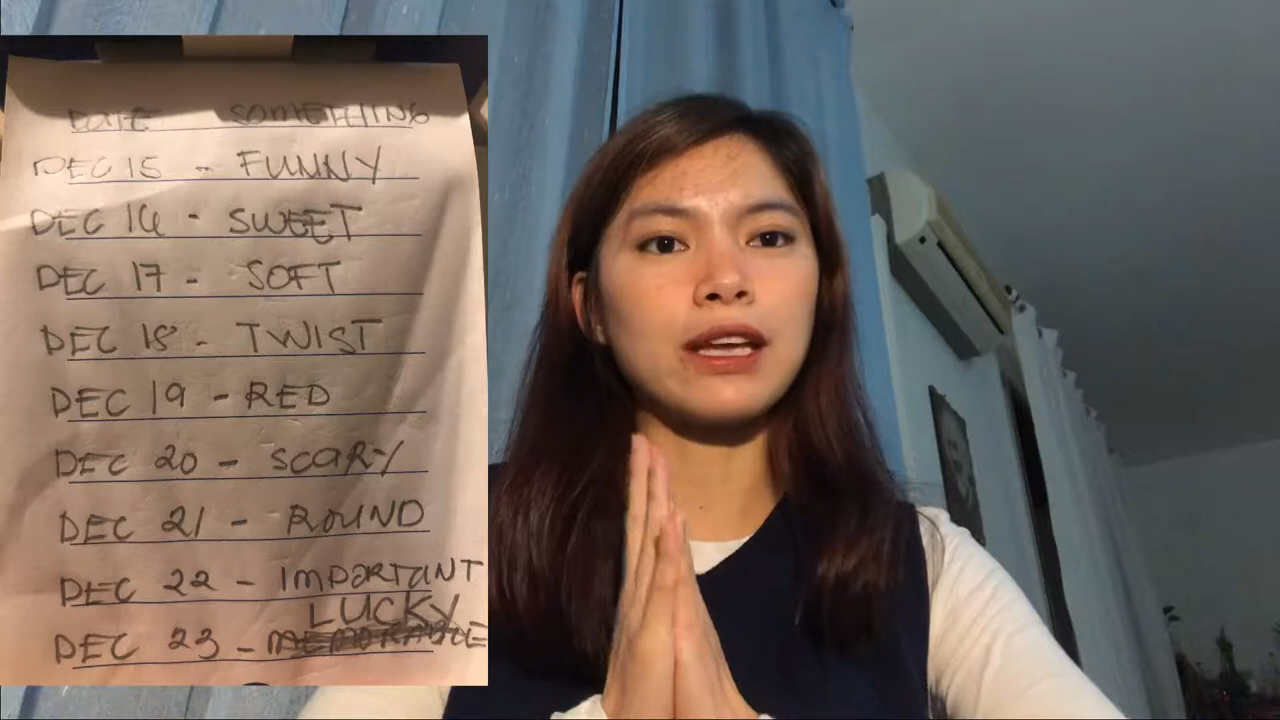 DATE SOMETHING
DEC 15 - FUNNY
DEC 16 - SWEET
DEC 17 - SOFT
DEC 18 - TWIST
DEC 19 - RED
DEC 20 - SCARY
DEC 21 - ROUND
DEC 22 - IMPORTANT
LUCKY
DEC 23 - MEMORABLE